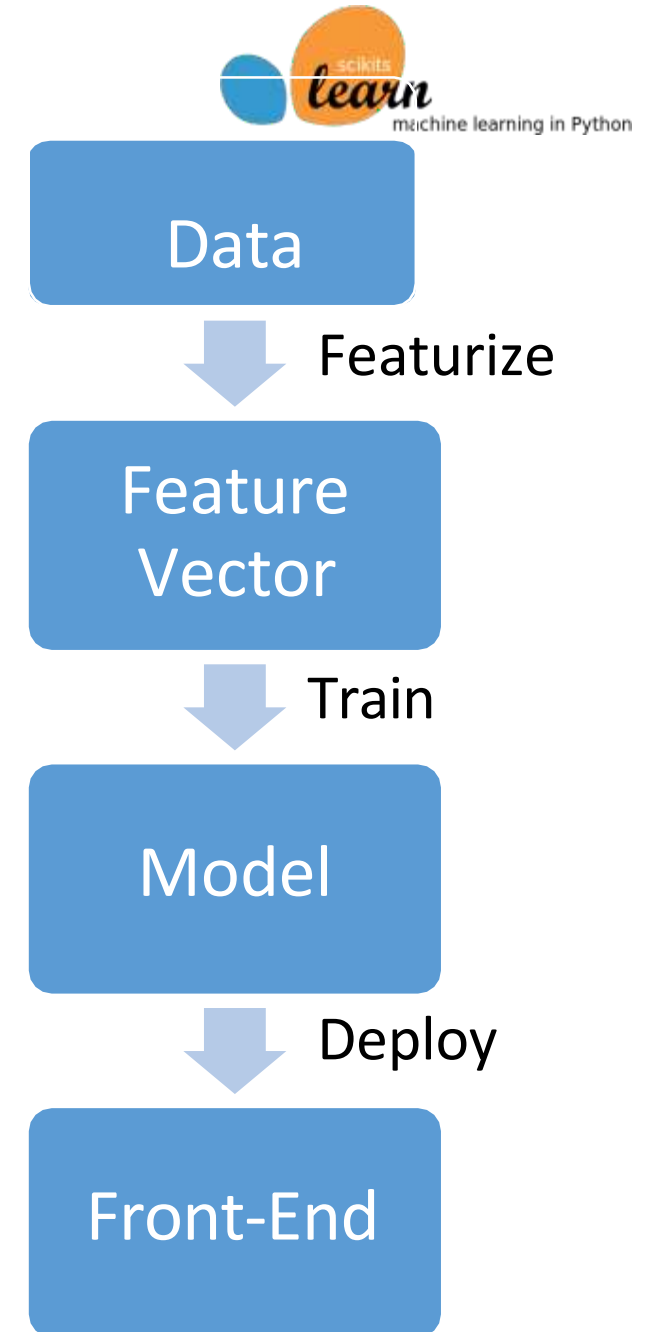 scikits
learn
machine learning in Python
Data
Featurize
Feature
Vector
Train
Model
Deploy
Front-End